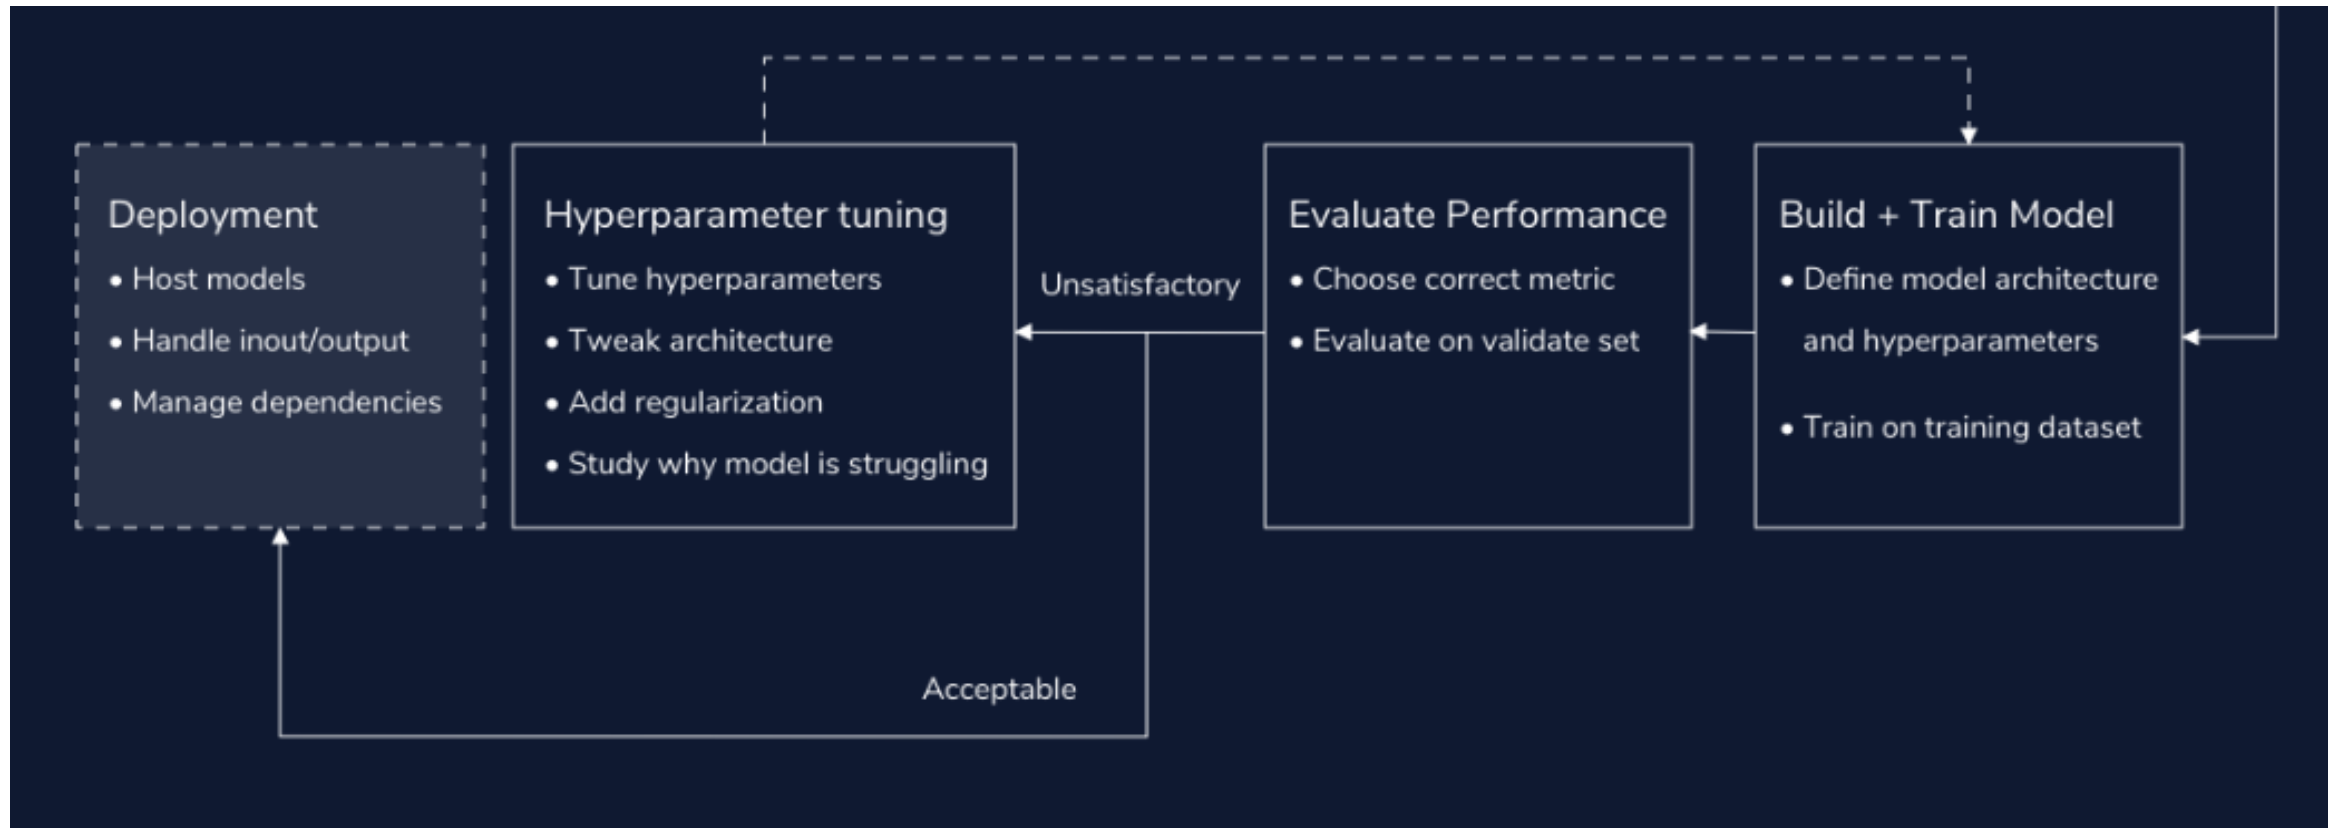 Deployment
• Host models
• Handle inout/output
• Manage dependencies
Hyperparameter tuning
• Tune hyperparameters
• Tweak architecture
• Add regularization
• Study why model is struggling
Unsatisfactory
Evaluate Performance
• Choose correct metric
• Evaluate on validate set
Build + Train Model
• Define model architecture
and hyperparameters
• Train on training dataset
Acceptable